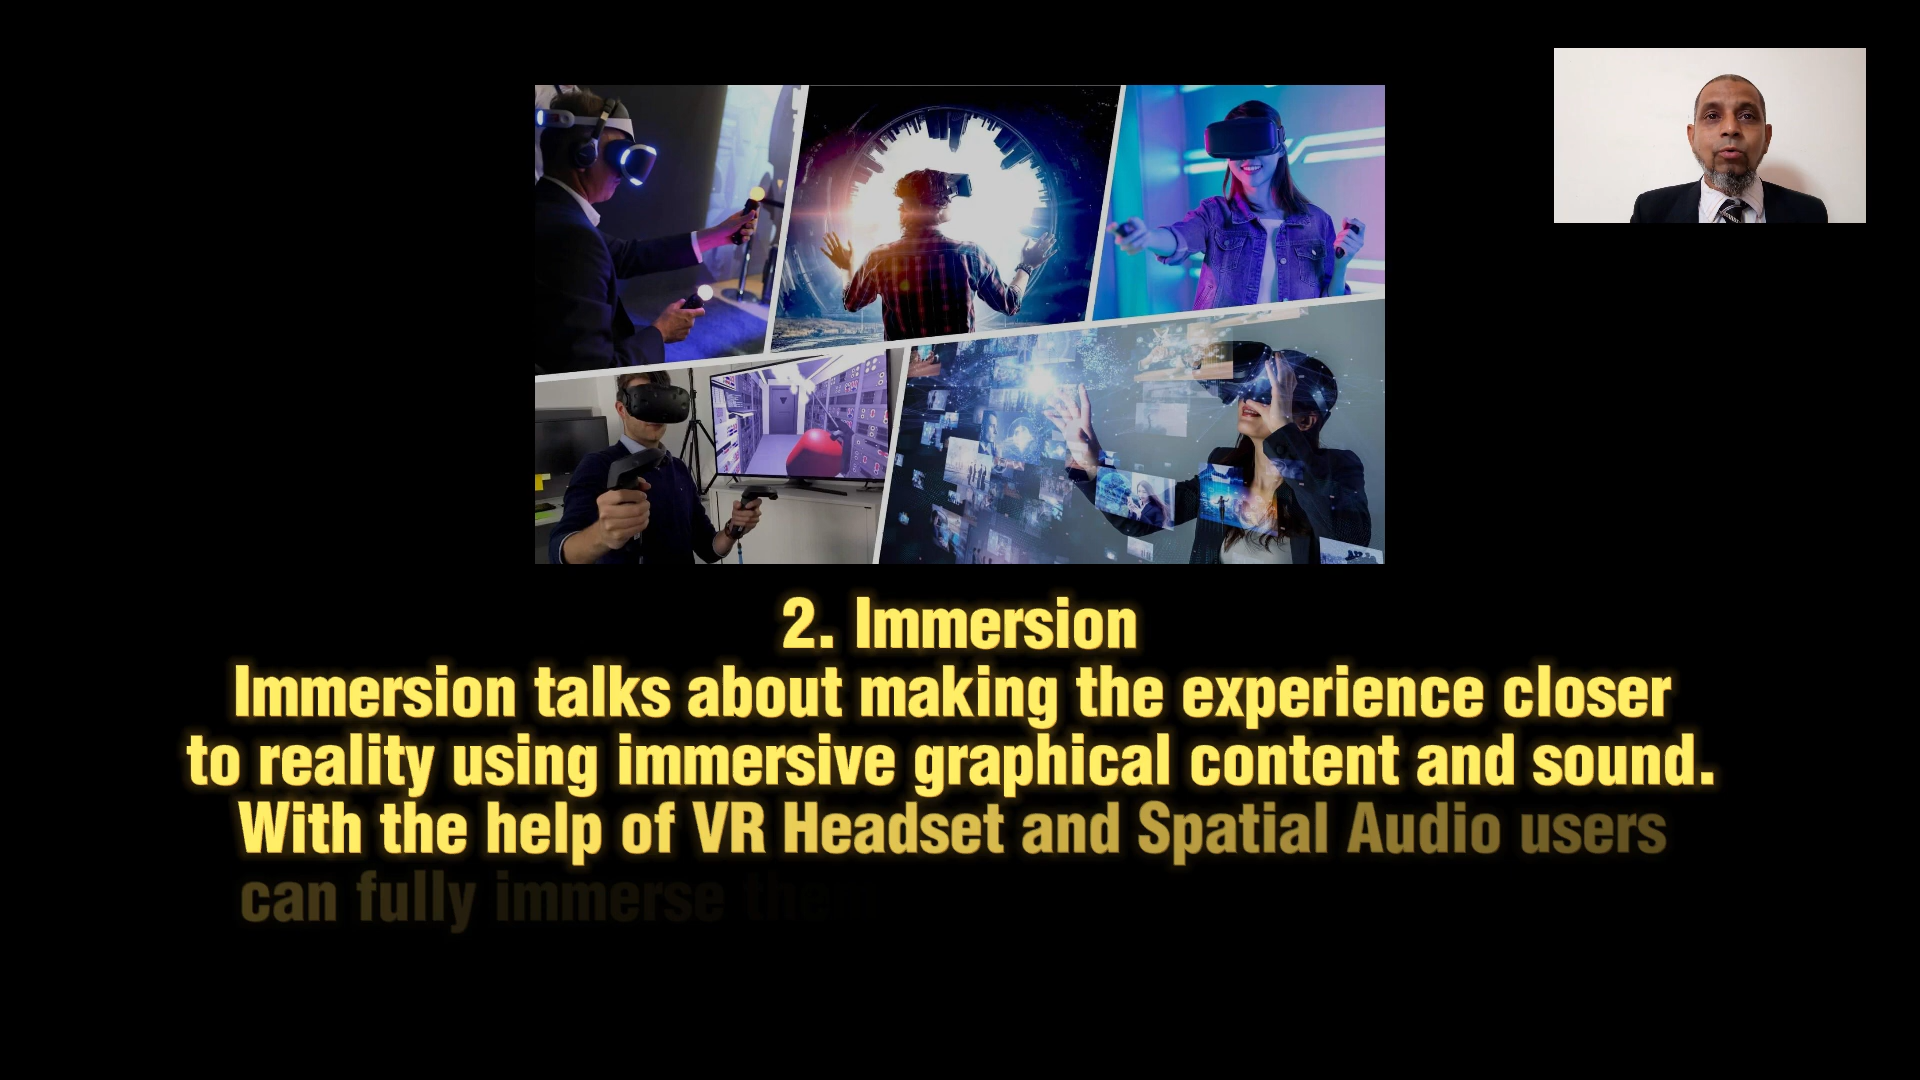 2. Immersion
Immersion talks about making the experience closer
to reality using immersive graphical content and sound.
With the help of VR Headset and Spatial Audio users
can fully immerse them